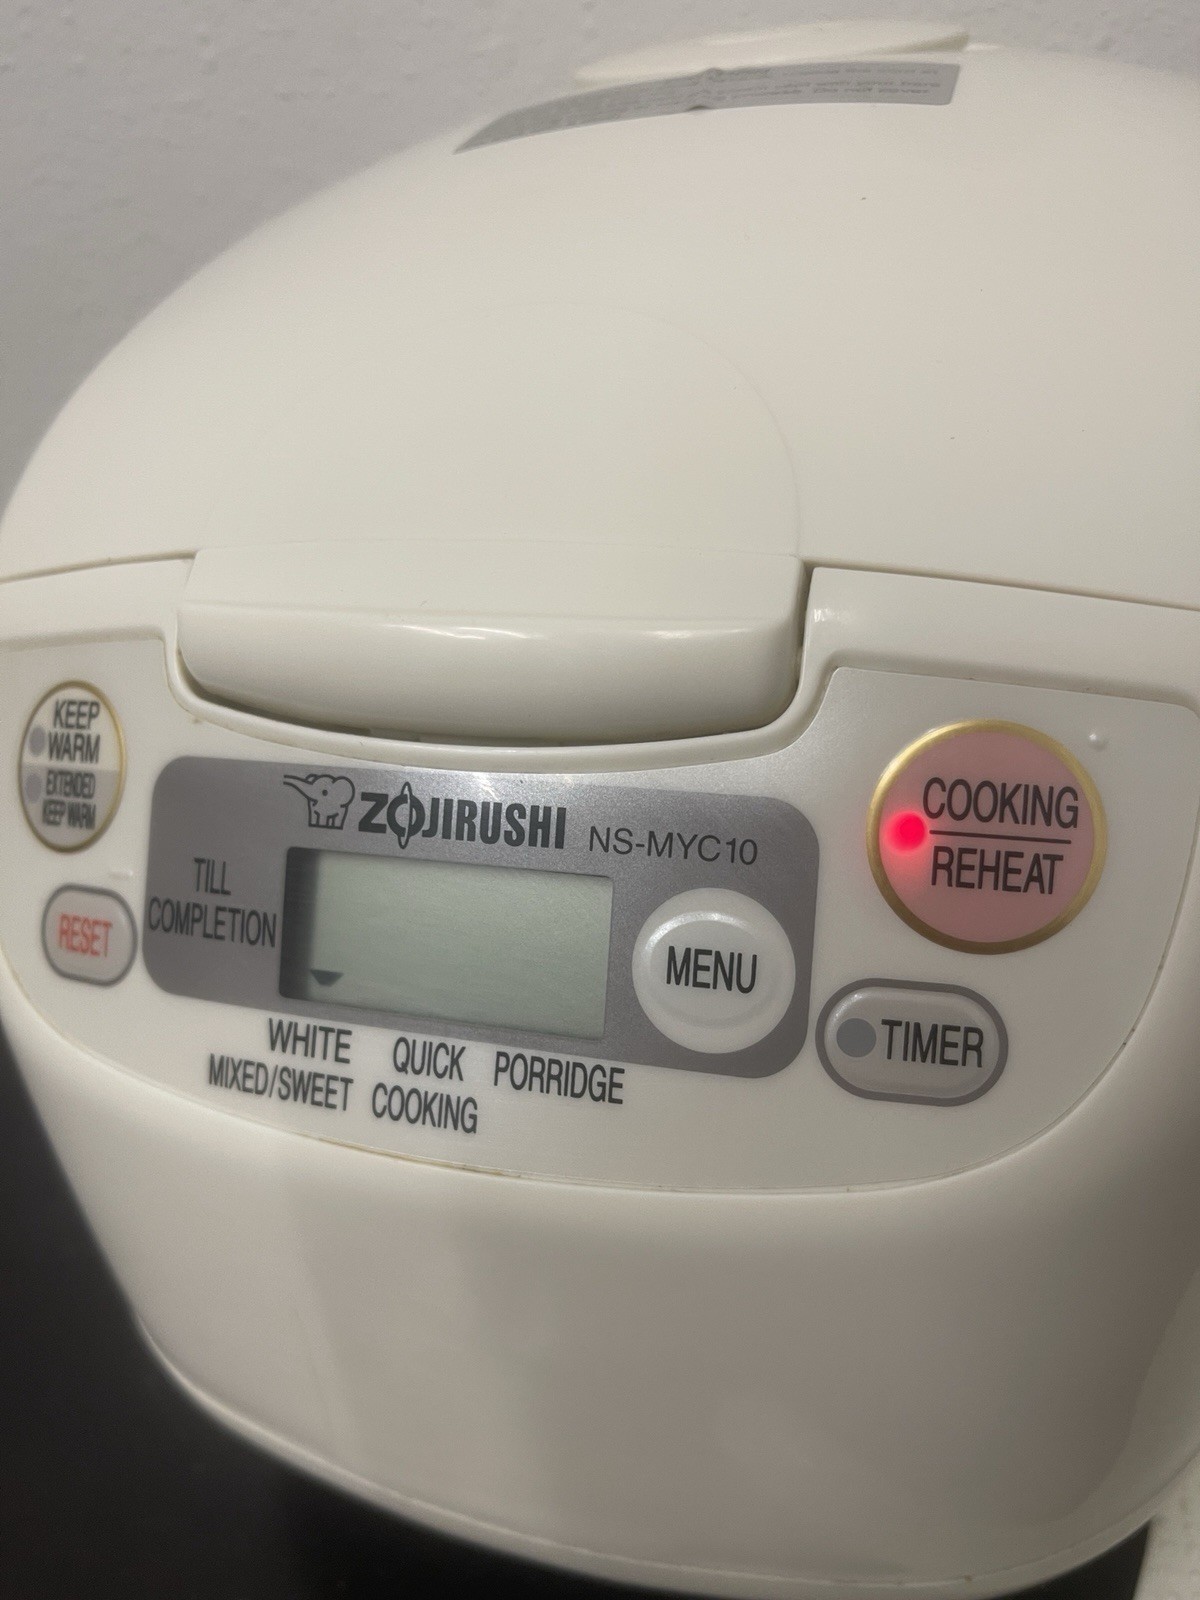 KEEP
WARM
EXTENDED
KEEP WARM
RESET
ZOJIRUSHI NS-MYC10
TILL
COMPLETION
MENU
COOKING
REHEAT
TIMER
WHITE
MIXED/SWEET
QUICK
COOKING
PORRIDGE